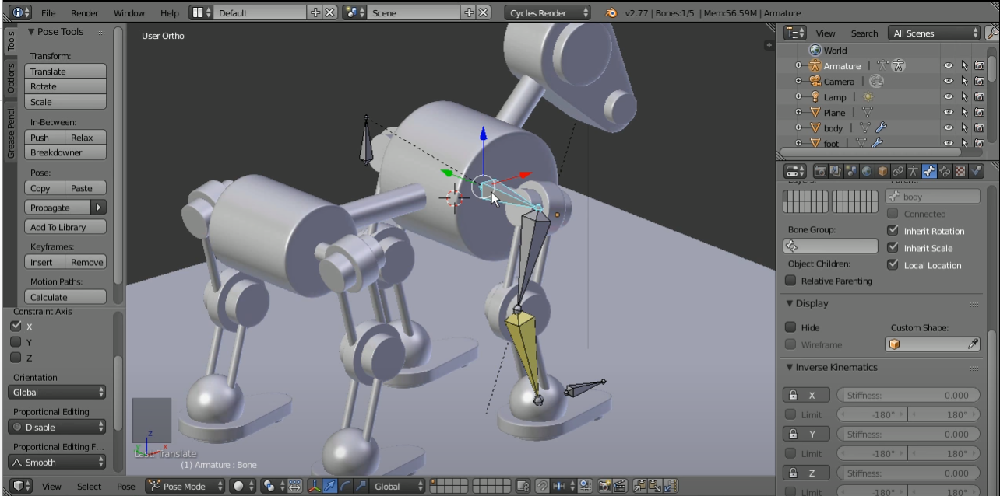 File Render Window Help Default Scene Cycles Render v2.77 | Bones:1/5 | Mem:56.59M | Armature
Tools
Options
Grease Pencil
Pose Tools
Transform:
Translate
Rotate
Scale
In-Between:
Push Relax
Breakdowner
Pose:
Copy Paste
Propagate
Add To Library
Keyframes:
Insert Remove
Motion Paths:
Calculate
Constraint Axis
X
Y
Z
Orientation
Global
Proportional Editing
Disable
Proportional Editing F...
Smooth
User Ortho
z
x
Last: Translate
(1) Armature : Bone
View Select Pose Pose Mode Global
View Search All Scenes
World
Armature
Camera
Lamp
Plane
body
foot
Layers:
Parent:
body
Connected
Bone Group:
Inherit Rotation
Inherit Scale
Object Children:
Local Location
Relative Parenting
Display
Hide
Custom Shape:
Wireframe
Inverse Kinematics
X Stiffness: 0.000
Limit -180° 180°
Y Stiffness: 0.000
Limit -180° 180°
Z Stiffness: 0.000
Limit -180° 180°